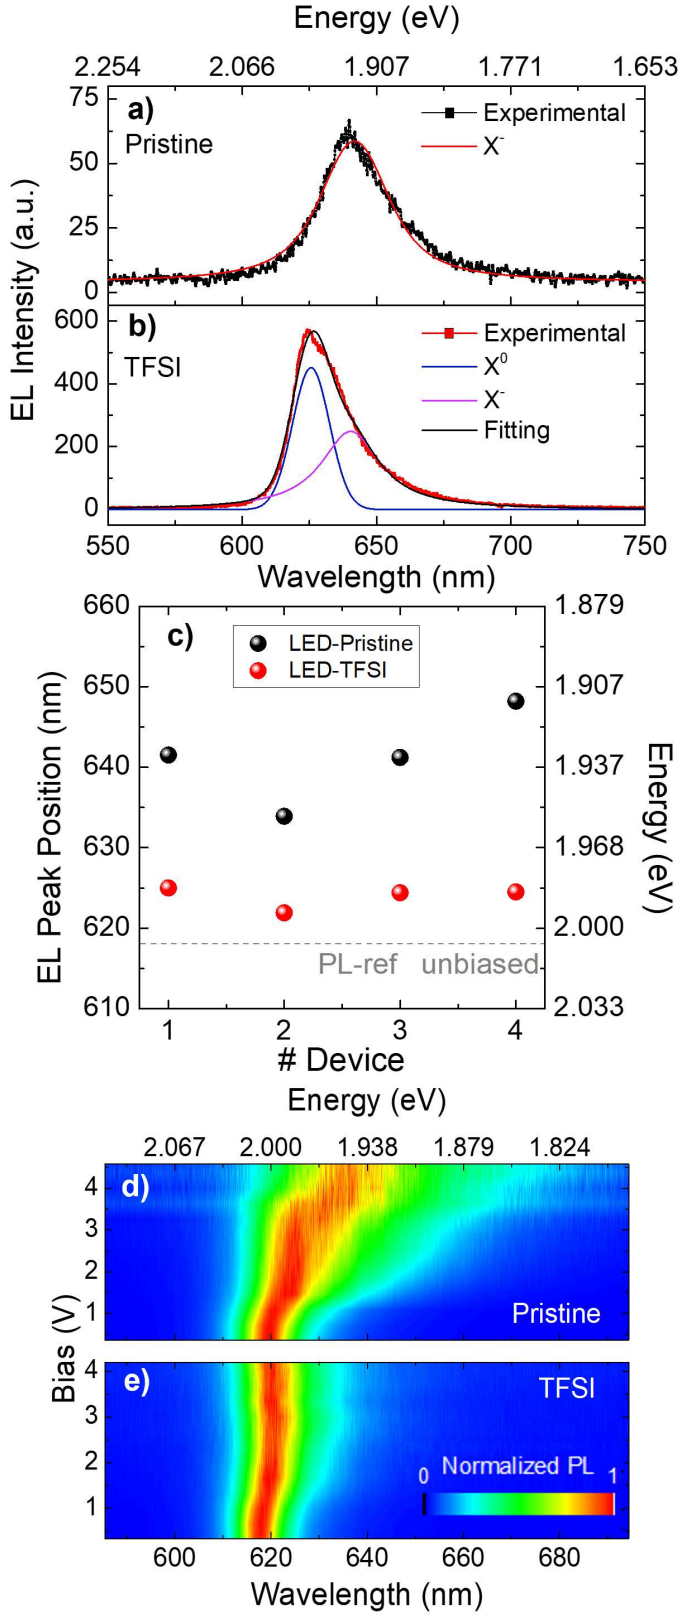 Energy (eV)
2.254 2.066 1.907 1.771 1.653
a)
Pristine
Experimental
X-
75
50
25
0
EL Intensity (a.u.)
b)
TFSI
Experimental
X0
X-
Fitting
600
400
200
0
550 600 650 700 750
Wavelength (nm)
c)
LED-Pristine
LED-TFSI
660
650
640
630
620
610
EL Peak Position (nm)
1.879
1.907
1.937
1.968
2.000
2.033
Energy (eV)
PL-ref unbiased
1 2 3 4
# Device
Energy (eV)
2.067 2.000 1.938 1.879 1.824
d)
4
3
2
1
Pristine
Bias (V)
e)
TFSI
4
3
2
1
0 Normalized PL 1
600 620 640 660 680
Wavelength (nm)